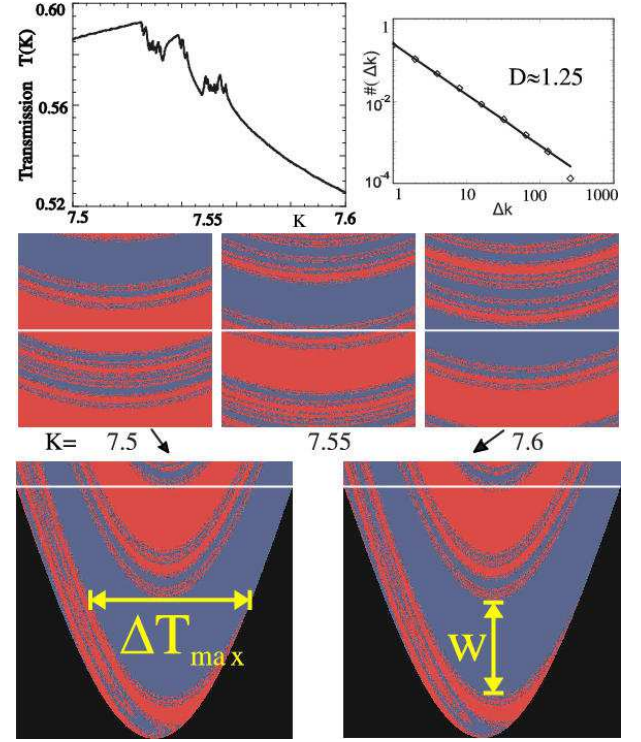 0.60
0.56
0.52
Transmission T(K)
7.5
7.55
7.6
K
1
10^-2
10^-4
#(Δk)
D≈1.25
1
10
100
1000
Δk
K= 7.5
7.55
7.6
ΔT_max
w